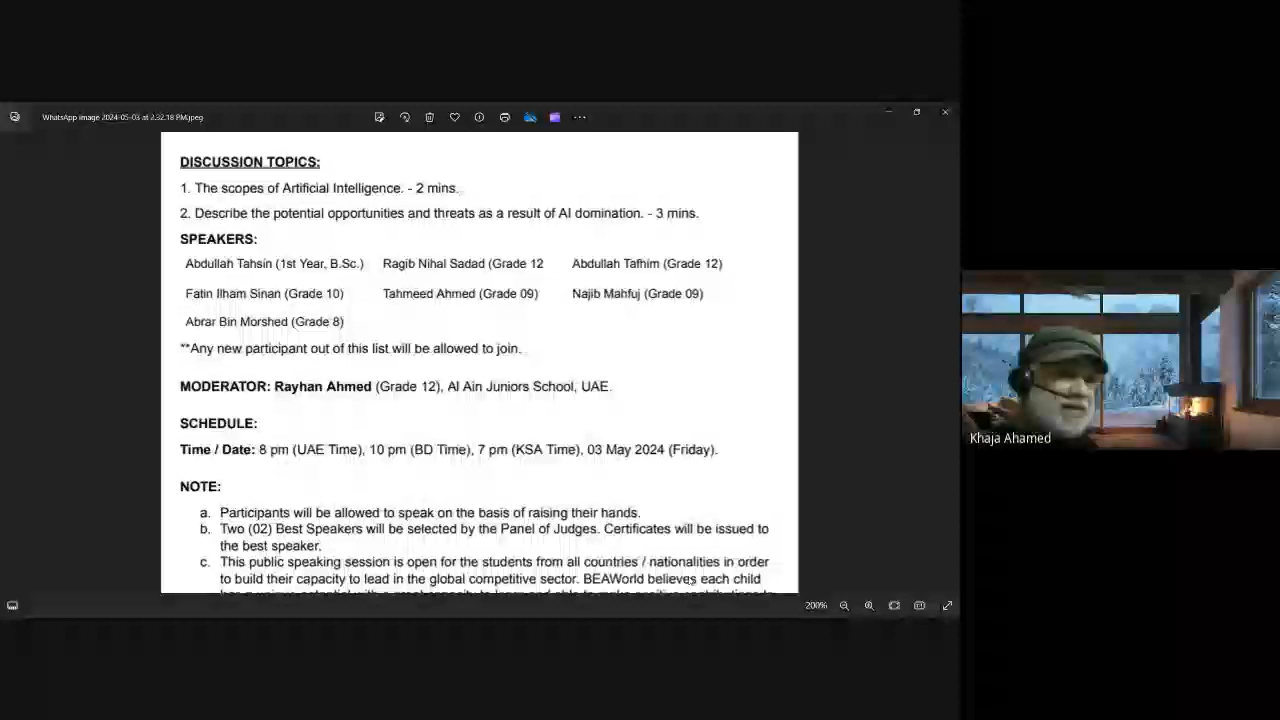 WhatsApp Image 2024-05-03 at 2.32.18 PM.jpeg
DISCUSSION TOPICS:
1. The scopes of Artificial Intelligence. - 2 mins.
2. Describe the potential opportunities and threats as a result of AI domination. - 3 mins.
SPEAKERS:
Abdullah Tahsin (1st Year, B.Sc.) Ragib Nihal Sadad (Grade 12 Abdullah Tafhim (Grade 12)
Fatin Ilham Sinan (Grade 10) Tahmeed Ahmed (Grade 09) Najib Mahfuj (Grade 09)
Abrar Bin Morshed (Grade 8)
**Any new participant out of this list will be allowed to join.
MODERATOR: Rayhan Ahmed (Grade 12), Al Ain Juniors School, UAE.
SCHEDULE:
Time / Date: 8 pm (UAE Time), 10 pm (BD Time), 7 pm (KSA Time), 03 May 2024 (Friday).
NOTE:
a. Participants will be allowed to speak on the basis of raising their hands.
b. Two (02) Best Speakers will be selected by the Panel of Judges. Certificates will be issued to
the best speaker.
c. This public speaking session is open for the students from all countries / nationalities in order
to build their capacity to lead in the global competitive sector. BEAWorld believes each child
200%
Khaja Ahamed